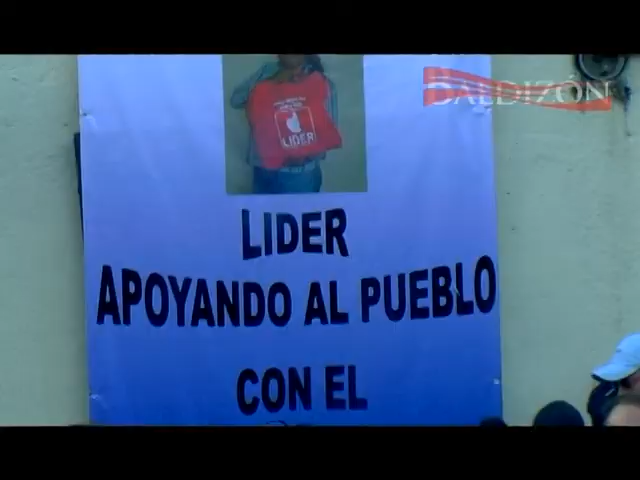 BALDIZÓN
LIDER
LIDER
APOYANDO AL PUEBLO
CON EL